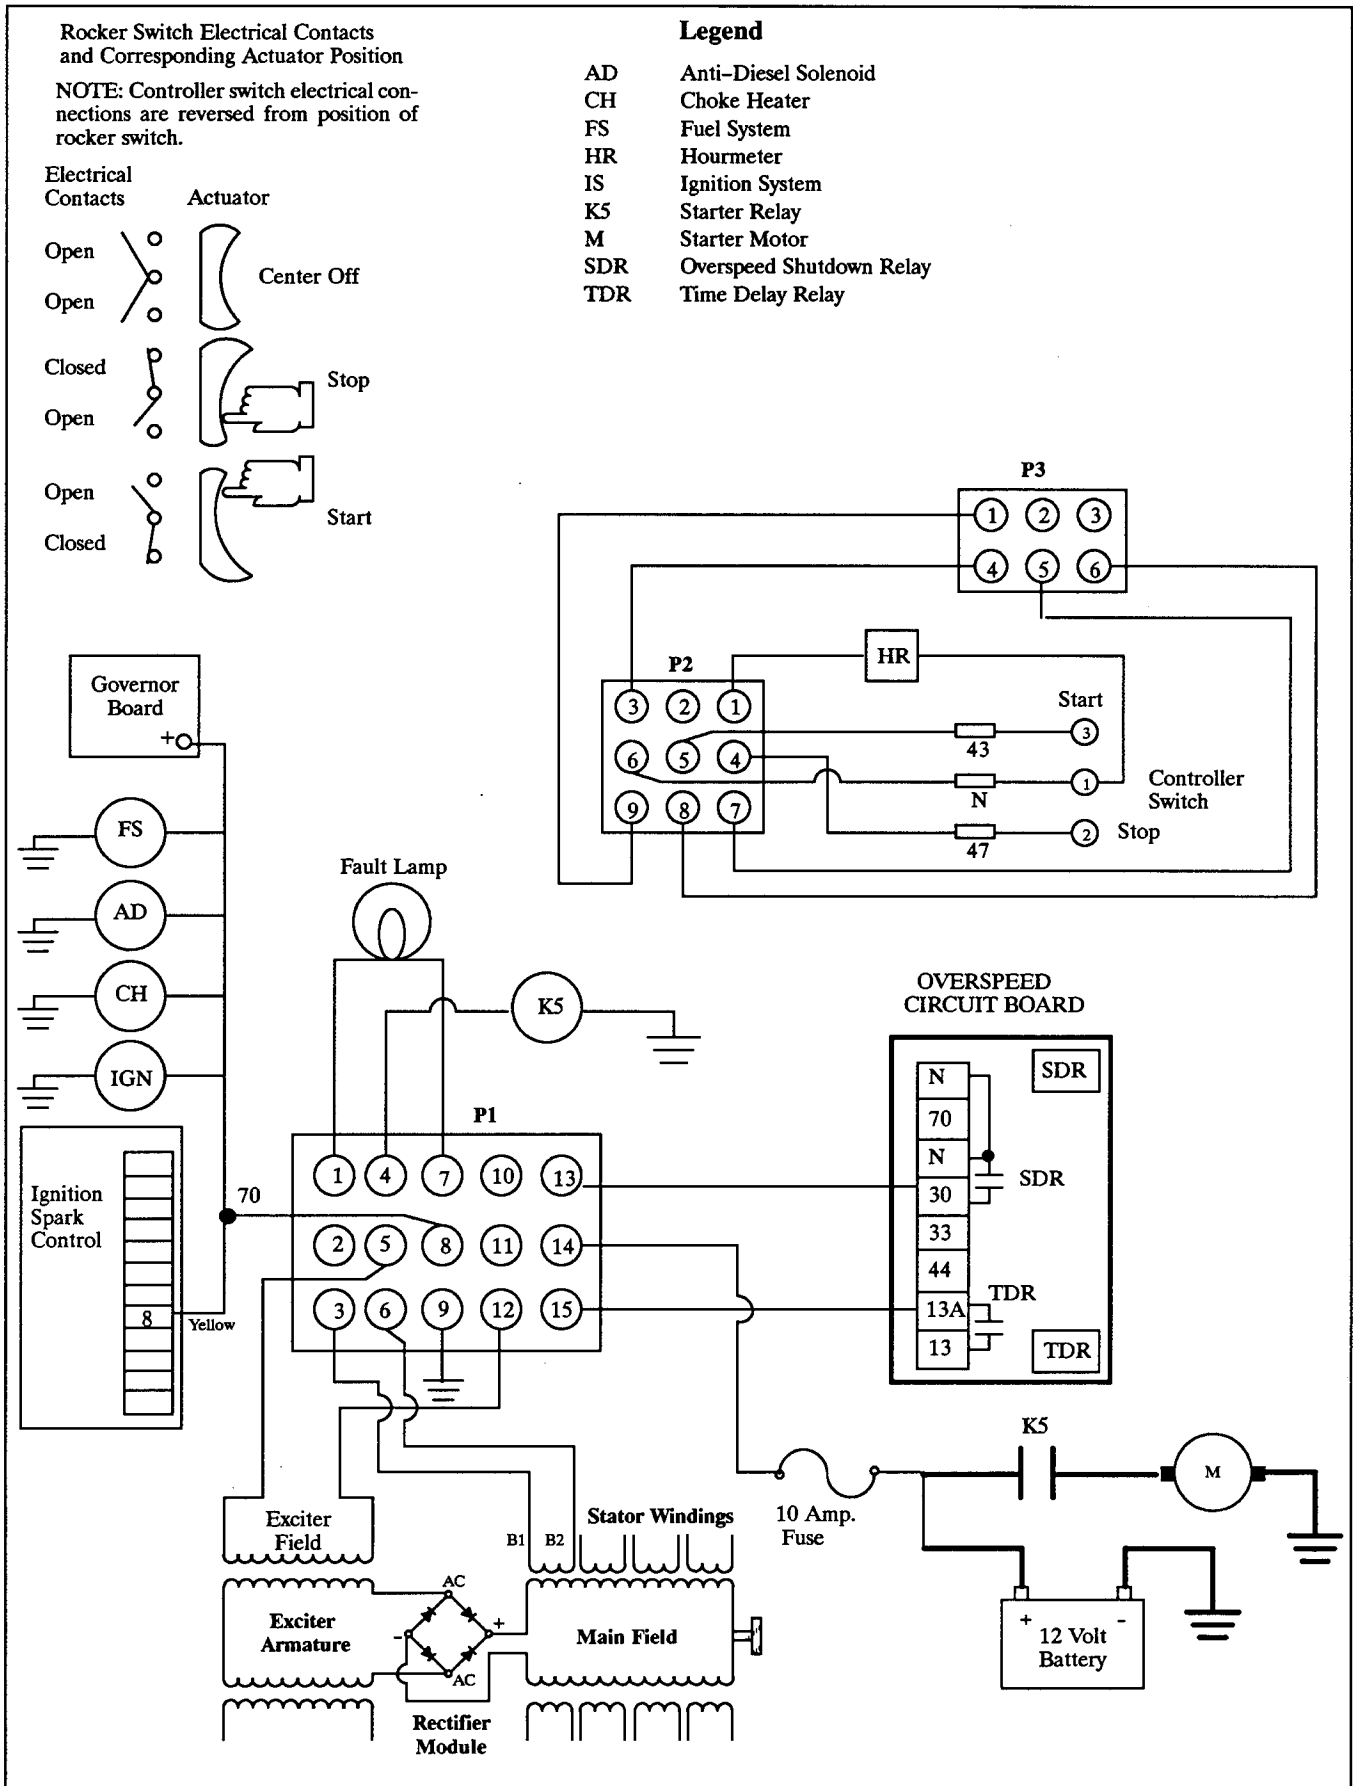 Rocker Switch Electrical Contacts
and Corresponding Actuator Position
NOTE: Controller switch electrical con-
nections are reversed from position of
rocker switch.
Electrical
Contacts
Actuator
Open
Open
Center Off
Closed
Open
Stop
Open
Closed
Start
Legend
AD Anti-Diesel Solenoid
CH Choke Heater
FS Fuel System
HR Hourmeter
IS Ignition System
K5 Starter Relay
M Starter Motor
SDR Overspeed Shutdown Relay
TDR Time Delay Relay
P3
1 2 3
4 5 6
P2
HR
3 2 1
6 5 4
9 8 7
Start
3
43
1
N
Controller
Switch
2
Stop
47
Governor
Board
+
FS
AD
CH
IGN
Ignition
Spark
Control
8
Yellow
70
Fault Lamp
K5
P1
1 4 7 10 13
2 5 8 11 14
3 6 9 12 15
OVERSPEED
CIRCUIT BOARD
N
70
N
30
33
44
13A
13
SDR
SDR
TDR
TDR
K5
M
10 Amp.
Fuse
+ -
12 Volt
Battery
Exciter
Field
B1 B2
Stator Windings
Exciter
Armature
AC
- +
AC
Main Field
Rectifier
Module